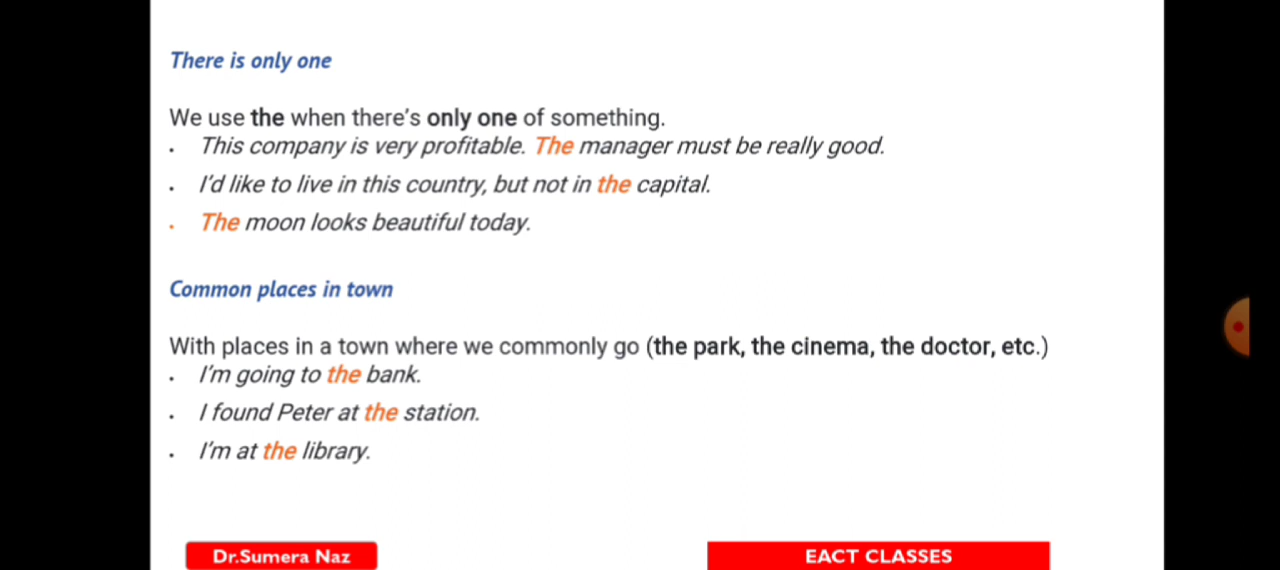 There is only one
We use the when there's only one of something.
• This company is very profitable. The manager must be really good.
• I'd like to live in this country, but not in the capital.
• The moon looks beautiful today.
Common places in town
With places in a town where we commonly go (the park, the cinema, the doctor, etc.)
• I'm going to the bank.
• I found Peter at the station.
• I'm at the library.
Dr.Sumera Naz
EACT CLASSES